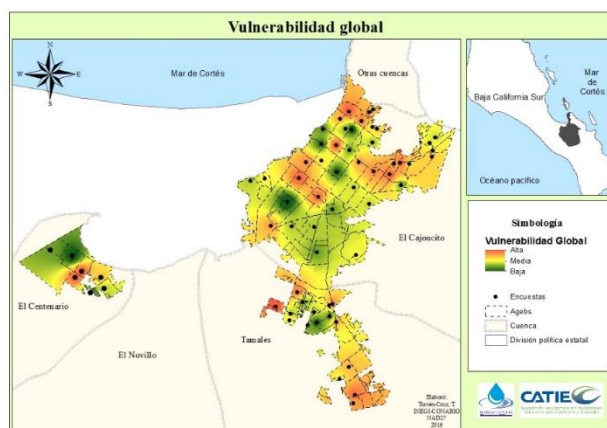 Vulnerabilidad global
N
W
E
S
Mar de Cortés
Otras cuencas
El Cajoncito
El Centenario
El Novillo
Tamales
Elaboró:
INEGI-CONABIO
NAD27
2016
Mar
de
Cortés
Baja California Sur
Océano pacífico
Simbología
Vulnerabilidad Global
Alta
Media
Baja
Encuestas
Agebs
Cuenca
División política estatal
CATIE